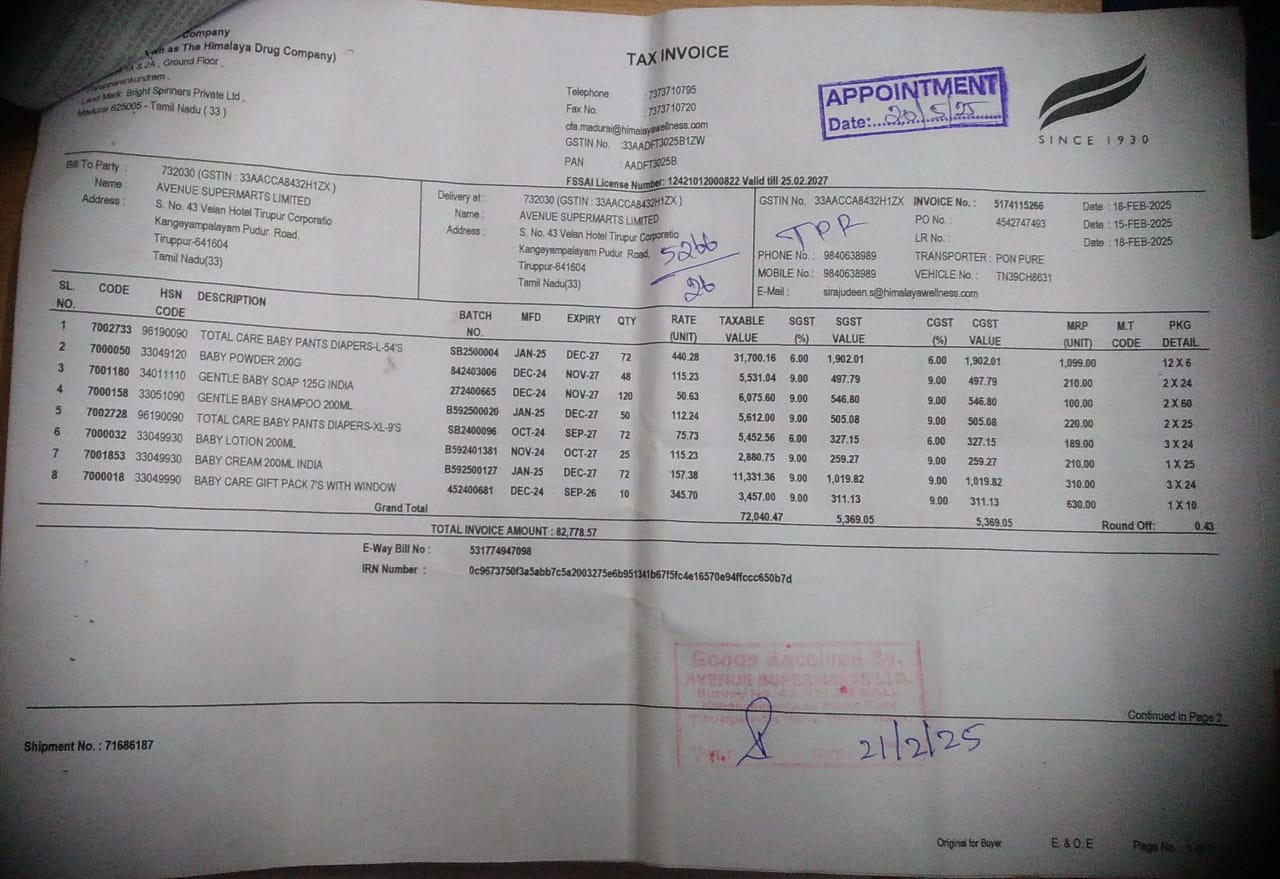 Company
as The Himalaya Drug Company)
& 2A, Ground Floor,
Land Mark: Bright Spinners Private Ltd,
Madurai 625005 - Tamil Nadu ( 33 )
TAX INVOICE
Telephone : 7373710795
Fax No. : 7373710720
cfa.madurai@himalayawellness.com
GSTIN No. :33AADFT3025B1ZW
PAN : AADFT3025B
FSSAI License Number: 12421012000822 Valid till 25.02.2027
APPOINTMENT
Date:.....20/5/25
SINCE 1930
Bill To Party : 732030 (GSTIN : 33AACCA8432H1ZX )
Name : AVENUE SUPERMARTS LIMITED
Address : S. No. 43 Velan Hotel Tirupur Corporatio
Kangeyampalayam Pudur Road,
Tiruppur-641604
Tamil Nadu(33)
Delivery at : 732030 (GSTIN : 33AACCA8432H1ZX )
Name : AVENUE SUPERMARTS LIMITED
Address : S. No. 43 Velan Hotel Tirupur Corporatio
Kangeyampalayam Pudur Road,
Tiruppur-641604
Tamil Nadu(33)
5266
26
GSTIN No. 33AACCA8432H1ZX INVOICE No. : 5174115266 Date : 18-FEB-2025
PO No. : 4542747493 Date : 15-FEB-2025
TPR
LR No. : Date : 18-FEB-2025
PHONE No. : 9840638989 TRANSPORTER : PON PURE
MOBILE No.: 9840638989 VEHICLE No. : TN39CH8631
E-Mail : sirajudeen.s@himalayawellness.com
SL. NO. CODE HSN CODE DESCRIPTION BATCH NO. MFD EXPIRY QTY RATE (UNIT) TAXABLE VALUE SGST (%) SGST VALUE CGST (%) CGST VALUE MRP (UNIT) M.T CODE PKG DETAIL
1 7002733 96190090 TOTAL CARE BABY PANTS DIAPERS-L-54'S SB2500004 JAN-25 DEC-27 72 440.28 31,700.16 6.00 1,902.01 6.00 1,902.01 1,099.00 12 X 6
2 7000050 33049120 BABY POWDER 200G 842403006 DEC-24 NOV-27 48 115.23 5,531.04 9.00 497.79 9.00 497.79 210.00 2 X 24
3 7001180 34011110 GENTLE BABY SOAP 125G INDIA 272400665 DEC-24 NOV-27 120 50.63 6,075.60 9.00 546.80 9.00 546.80 100.00 2 X 60
4 7000158 33051090 GENTLE BABY SHAMPOO 200ML B592500020 JAN-25 DEC-27 50 112.24 5,612.00 9.00 505.08 9.00 505.08 220.00 2 X 25
5 7002728 96190090 TOTAL CARE BABY PANTS DIAPERS-XL-9'S SB2400096 OCT-24 SEP-27 72 75.73 5,452.56 6.00 327.15 6.00 327.15 189.00 3 X 24
6 7000032 33049930 BABY LOTION 200ML B592401381 NOV-24 OCT-27 25 115.23 2,880.75 9.00 259.27 9.00 259.27 210.00 1 X 25
7 7001853 33049930 BABY CREAM 200ML INDIA B592500127 JAN-25 DEC-27 72 157.38 11,331.36 9.00 1,019.82 9.00 1,019.82 310.00 3 X 24
8 7000018 33049990 BABY CARE GIFT PACK 7'S WITH WINDOW 452400681 DEC-24 SEP-26 10 345.70 3,457.00 9.00 311.13 9.00 311.13 630.00 1 X 10
Grand Total 72,040.47 5,369.05 5,369.05 Round Off: 0.43
TOTAL INVOICE AMOUNT : 82,778.57
E-Way Bill No : 531774947098
IRN Number : 0c9673750f3a5abb7c5a2003275e6b951341b67f5fc4e16570e94ffccc650b7d
Goods Received By.
AVENUE SUPERMARTS LTD.
21/2/25
Continued in Page 2
Shipment No. : 71686187
Original for Buyer E. & O.E Page No.